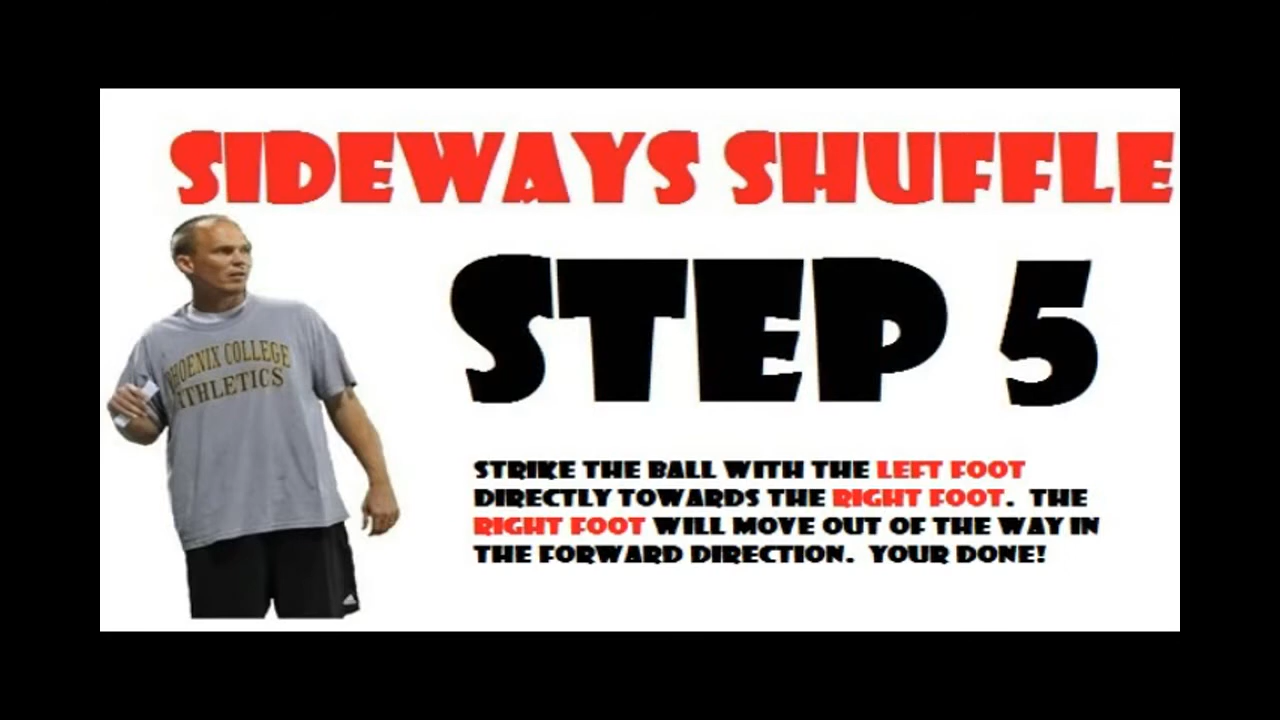 SIDEWAYS SHUFFLE
STEP 5
PHOENIX COLLEGE
ATHLETICS
STRIKE THE BALL WITH THE LEFT FOOT
DIRECTLY TOWARDS THE RIGHT FOOT. THE
RIGHT FOOT WILL MOVE OUT OF THE WAY IN
THE FORWARD DIRECTION. YOUR DONE!